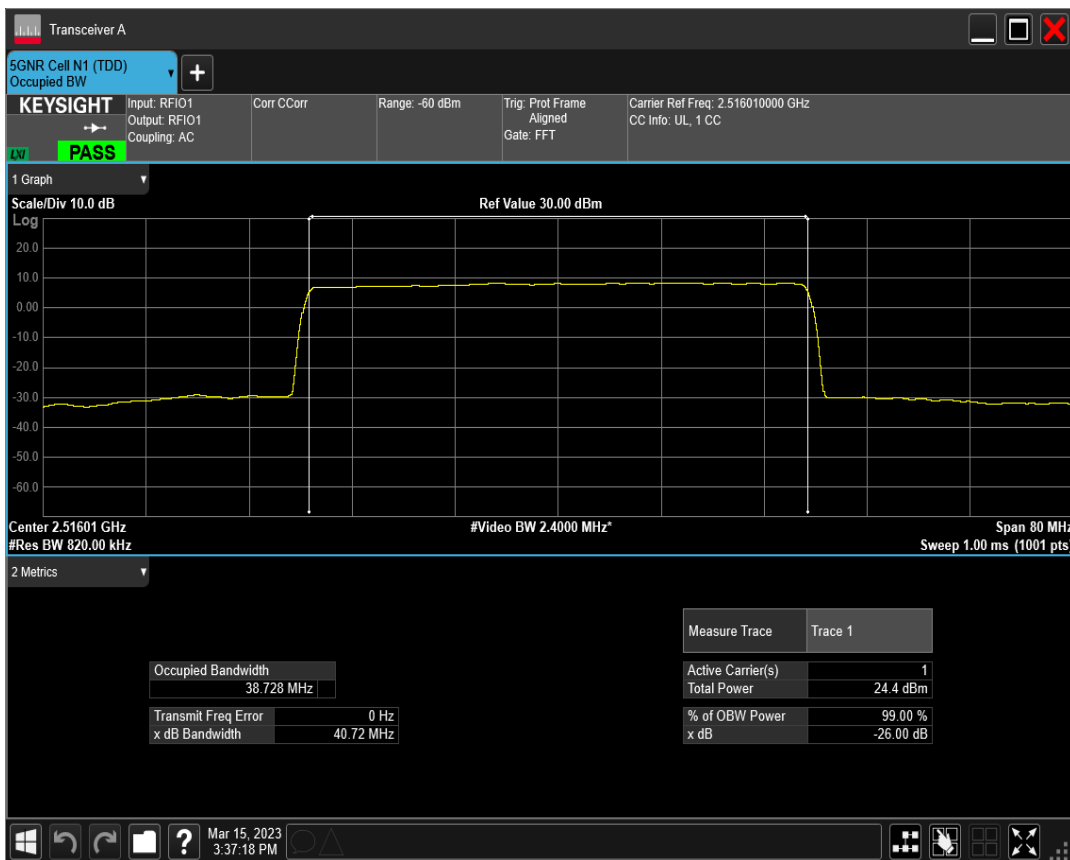 Transceiver A
5GNR Cell N1 (TDD)
Occupied BW
KEYSIGHT
LXI
PASS
Input: RFIO1
Output: RFIO1
Coupling: AC
Corr CCorr
Range: -60 dBm
Trig: Prot Frame
Aligned
Gate: FFT
Carrier Ref Freq: 2.516010000 GHz
CC Info: UL, 1 CC
1 Graph
Scale/Div 10.0 dB
Ref Value 30.00 dBm
Log
20.0
10.0
0.00
-10.0
-20.0
-30.0
-40.0
-50.0
-60.0
Center 2.51601 GHz
#Video BW 2.4000 MHz*
Span 80 MHz
#Res BW 820.00 kHz
Sweep 1.00 ms (1001 pts)
2 Metrics
Measure Trace Trace 1
Occupied Bandwidth
38.728 MHz
Active Carrier(s) 1
Total Power 24.4 dBm
Transmit Freq Error 0 Hz
x dB Bandwidth 40.72 MHz
% of OBW Power 99.00 %
x dB -26.00 dB
?
Mar 15, 2023
3:37:18 PM